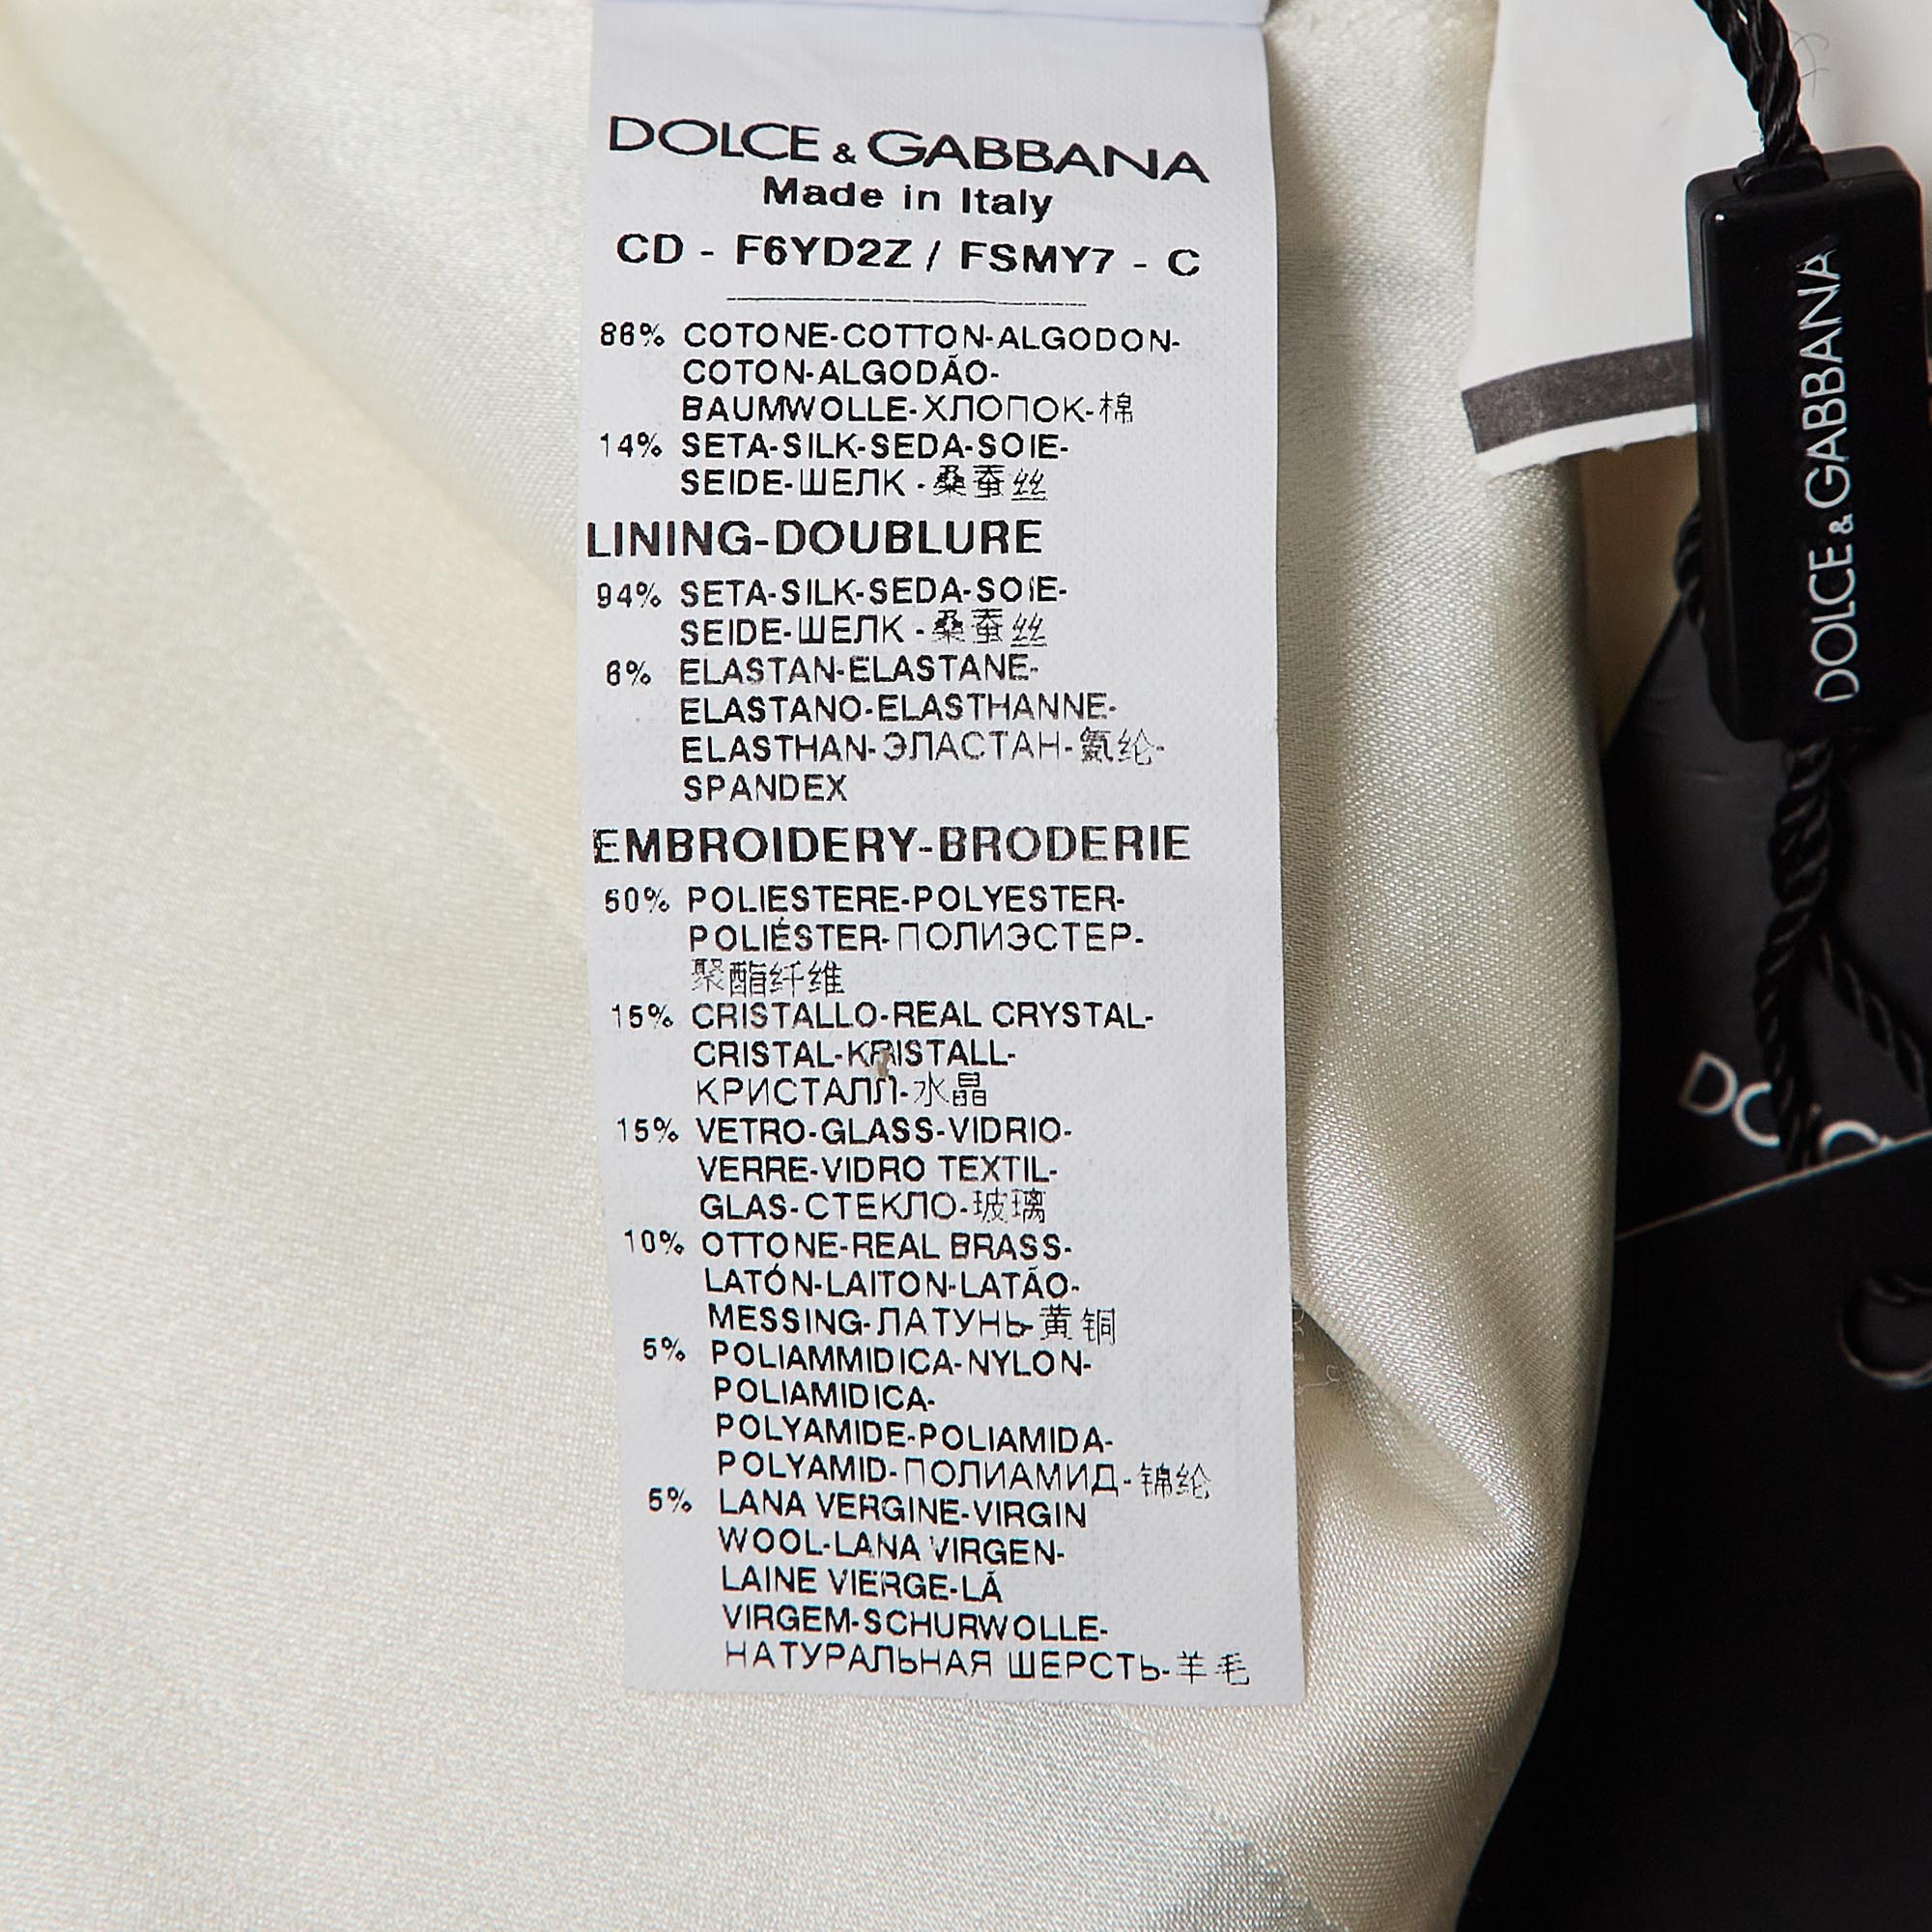 DOLCE & GABBANA
Made in Italy
CD - F6YD2Z / FSMY7 - C
86% COTONE-COTTON-ALGODON-
COTON-ALGODÃO-
BAUMWOLLE-ХЛОПОК-棉
14% SETA-SILK-SEDA-SOIE-
SEIDE-ШЕЛК -桑蚕丝
LINING-DOUBLURE
94% SETA-SILK-SEDA-SOIE-
SEIDE-ШЕЛК -桑蚕丝
6% ELASTAN-ELASTANE-
ELASTANO-ELASTHANNE-
ELASTHAN-ЭЛАСТАН-氨纶-
SPANDEX
EMBROIDERY-BRODERIE
50% POLIESTERE-POLYESTER-
POLIÉSTER-ПОЛИЭСТЕР-
聚酯纤维
15% CRISTALLO-REAL CRYSTAL-
CRISTAL-KRISTALL-
КРИСТАЛЛ-水晶
15% VETRO-GLASS-VIDRIO-
VERRE-VIDRO TEXTIL-
GLAS-СТЕКЛО-玻璃
10% OTTONE-REAL BRASS-
LATÓN-LAITON-LATÃO-
MESSING-ЛАТУНЬ-黄铜
5% POLIAMMIDICA-NYLON-
POLIAMIDICA-
POLYAMIDE-POLIAMIDA-
POLYAMID-ПОЛИАМИД-锦纶
5% LANA VERGINE-VIRGIN
WOOL-LANA VIRGEN-
LAINE VIERGE-LÃ
VIRGEM-SCHURWOLLE-
НАТУРАЛЬНАЯ ШЕРСТЬ-羊毛
DOLCE & GABBANA